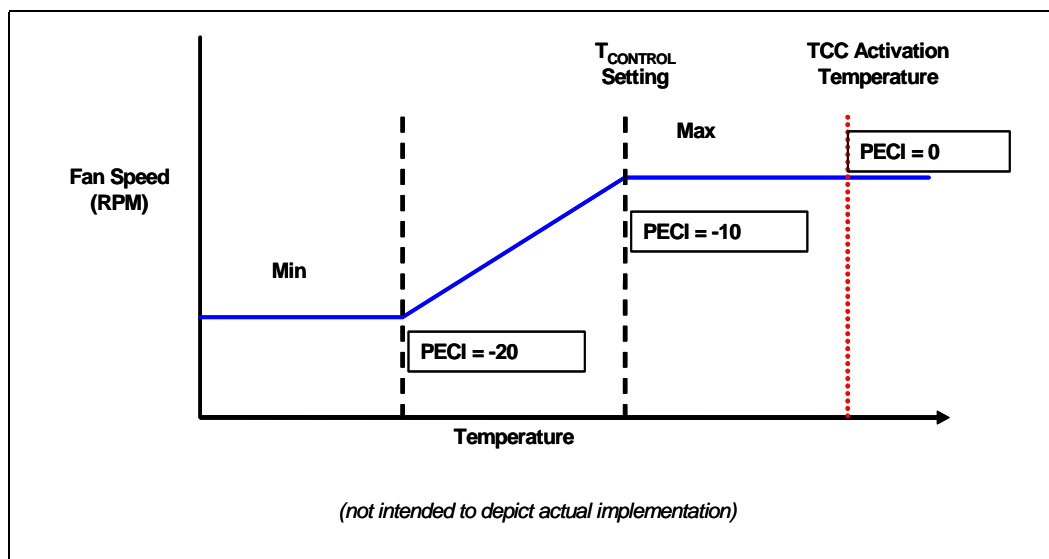 T_CONTROL
Setting
TCC Activation
Temperature
Max
PECI = 0
Fan Speed
(RPM)
PECI = -10
Min
PECI = -20
Temperature
(not intended to depict actual implementation)